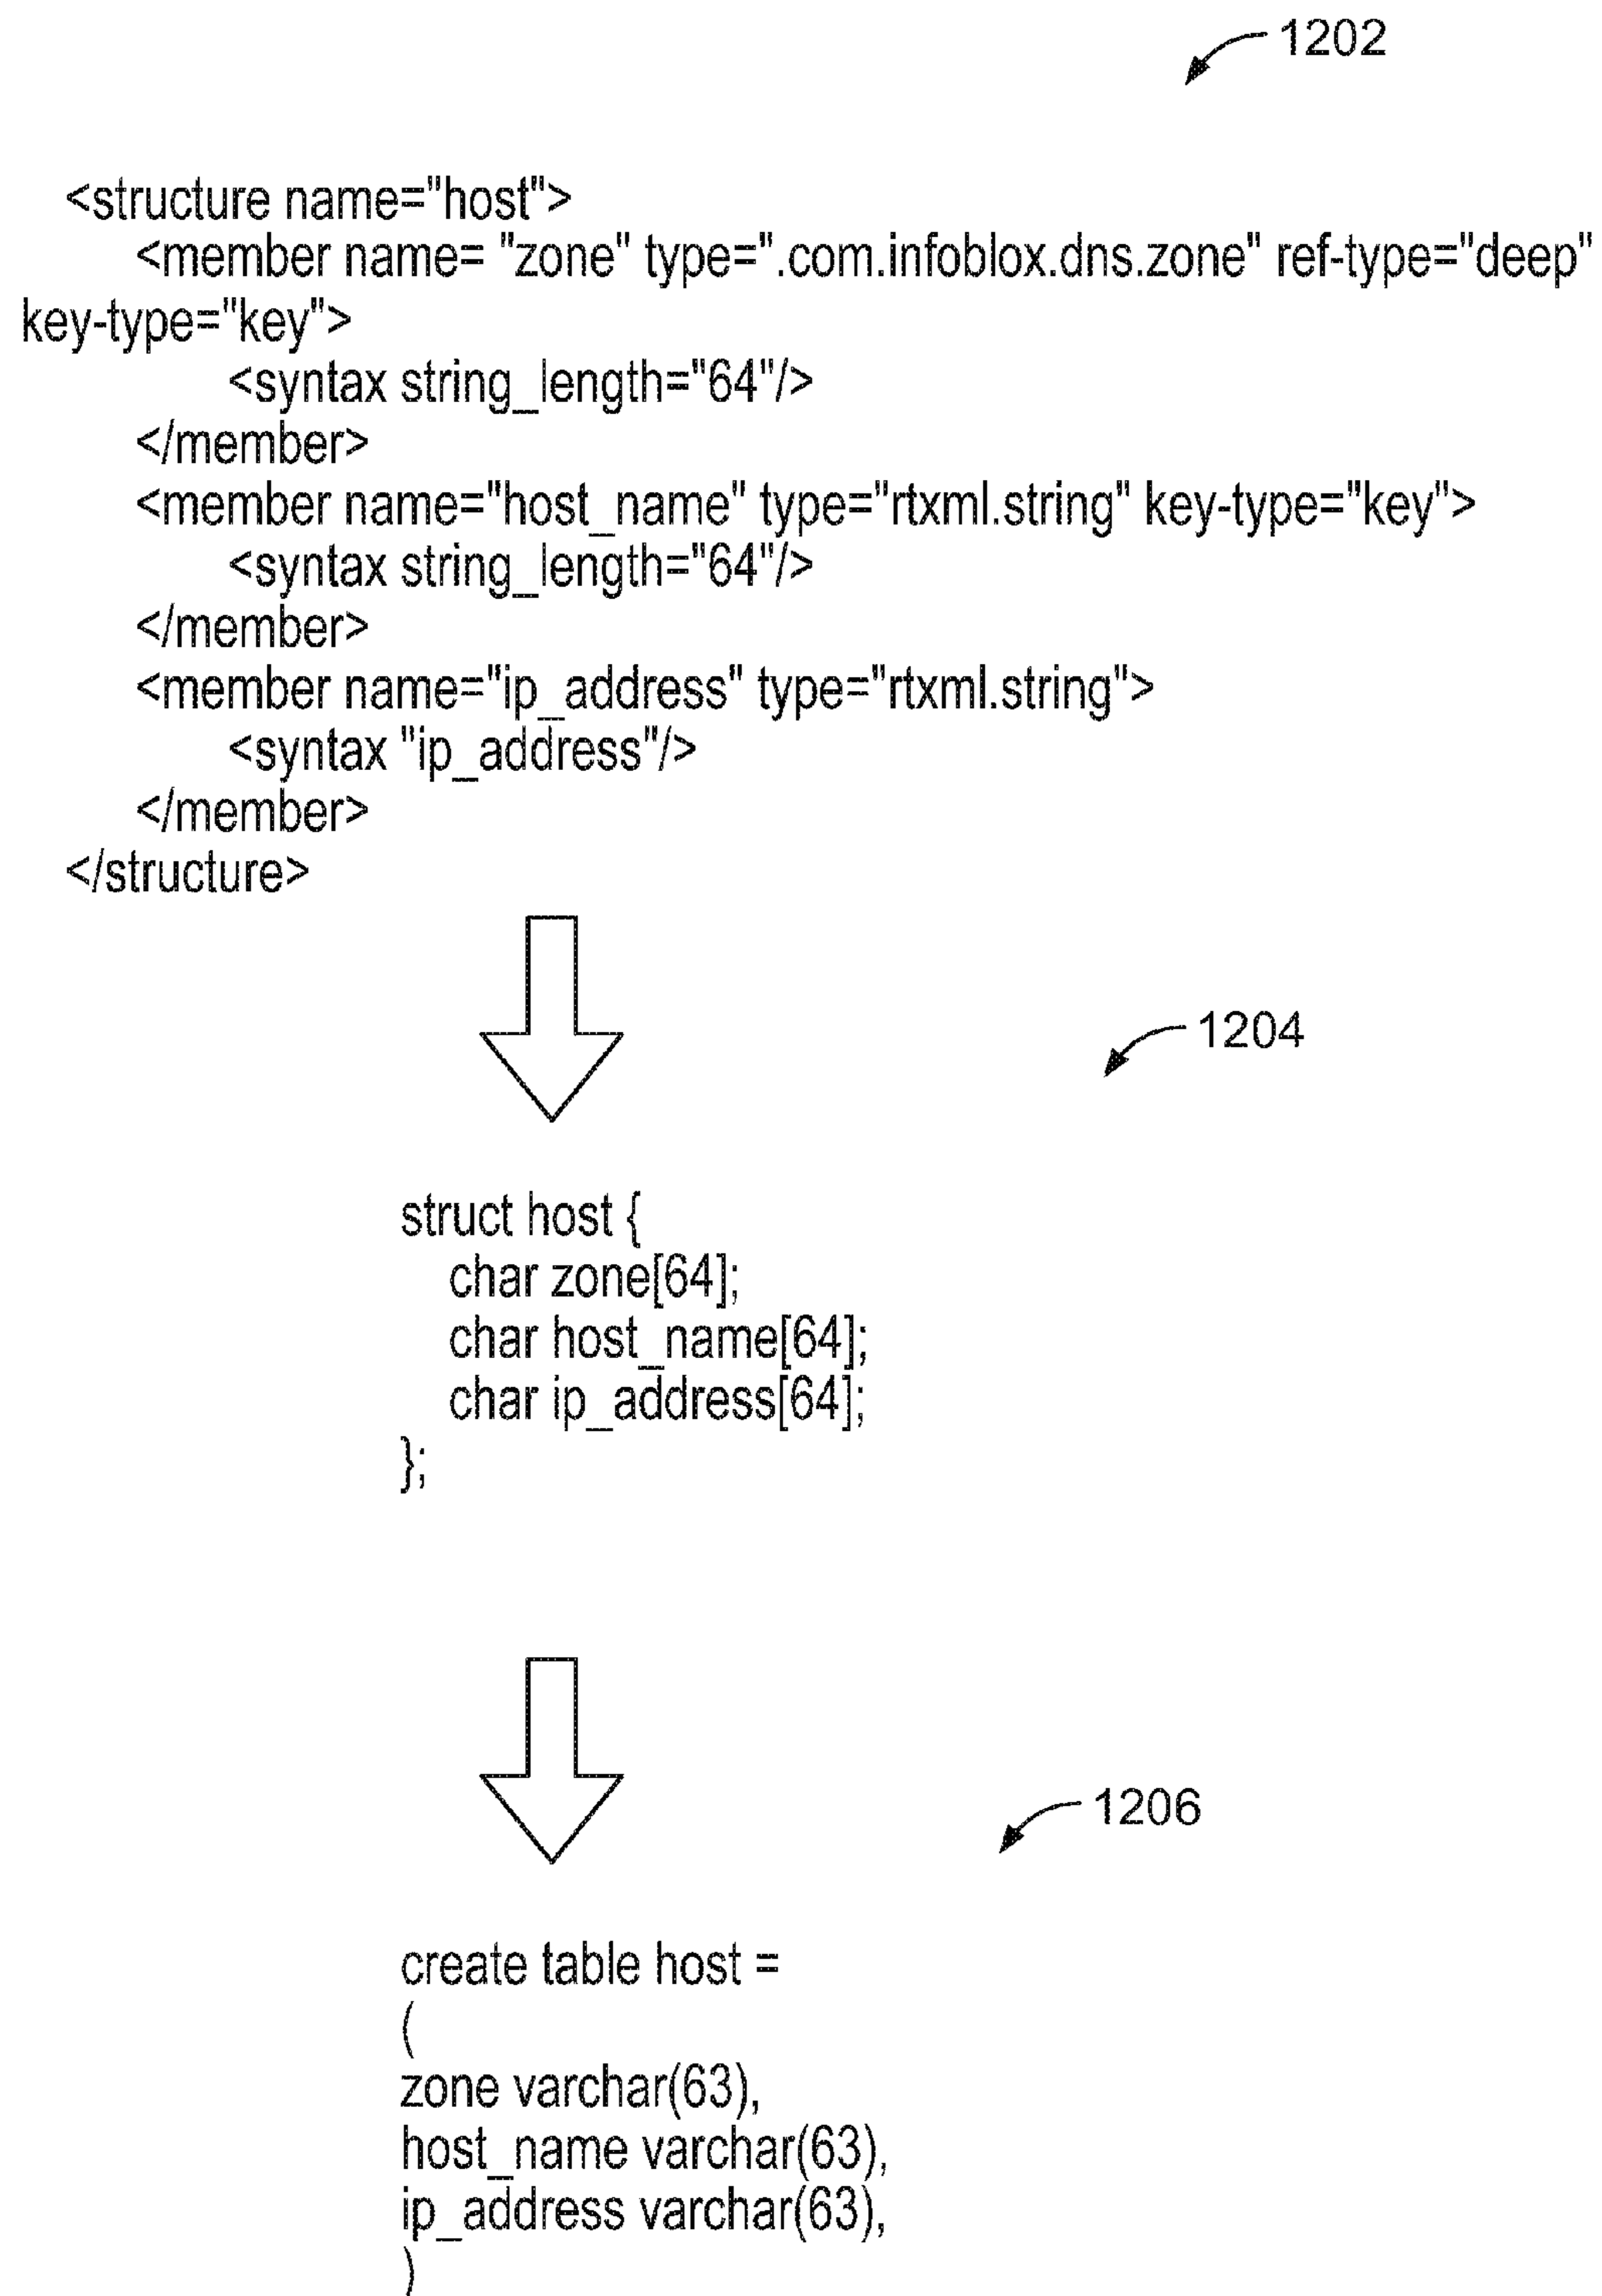 1202
<structure name="host">
<member name= "zone" type=".com.infoblox.dns.zone" ref-type="deep"
key-type="key">
<syntax string_length="64"/>
</member>
<member name="host_name" type="rtxml.string" key-type="key">
<syntax string_length="64"/>
</member>
<member name="ip_address" type="rtxml.string">
<syntax "ip_address"/>
</member>
</structure>
1204
struct host {
char zone[64];
char host_name[64];
char ip_address[64];
};
1206
create table host =
(
zone varchar(63),
host_name varchar(63),
ip_address varchar(63),
)